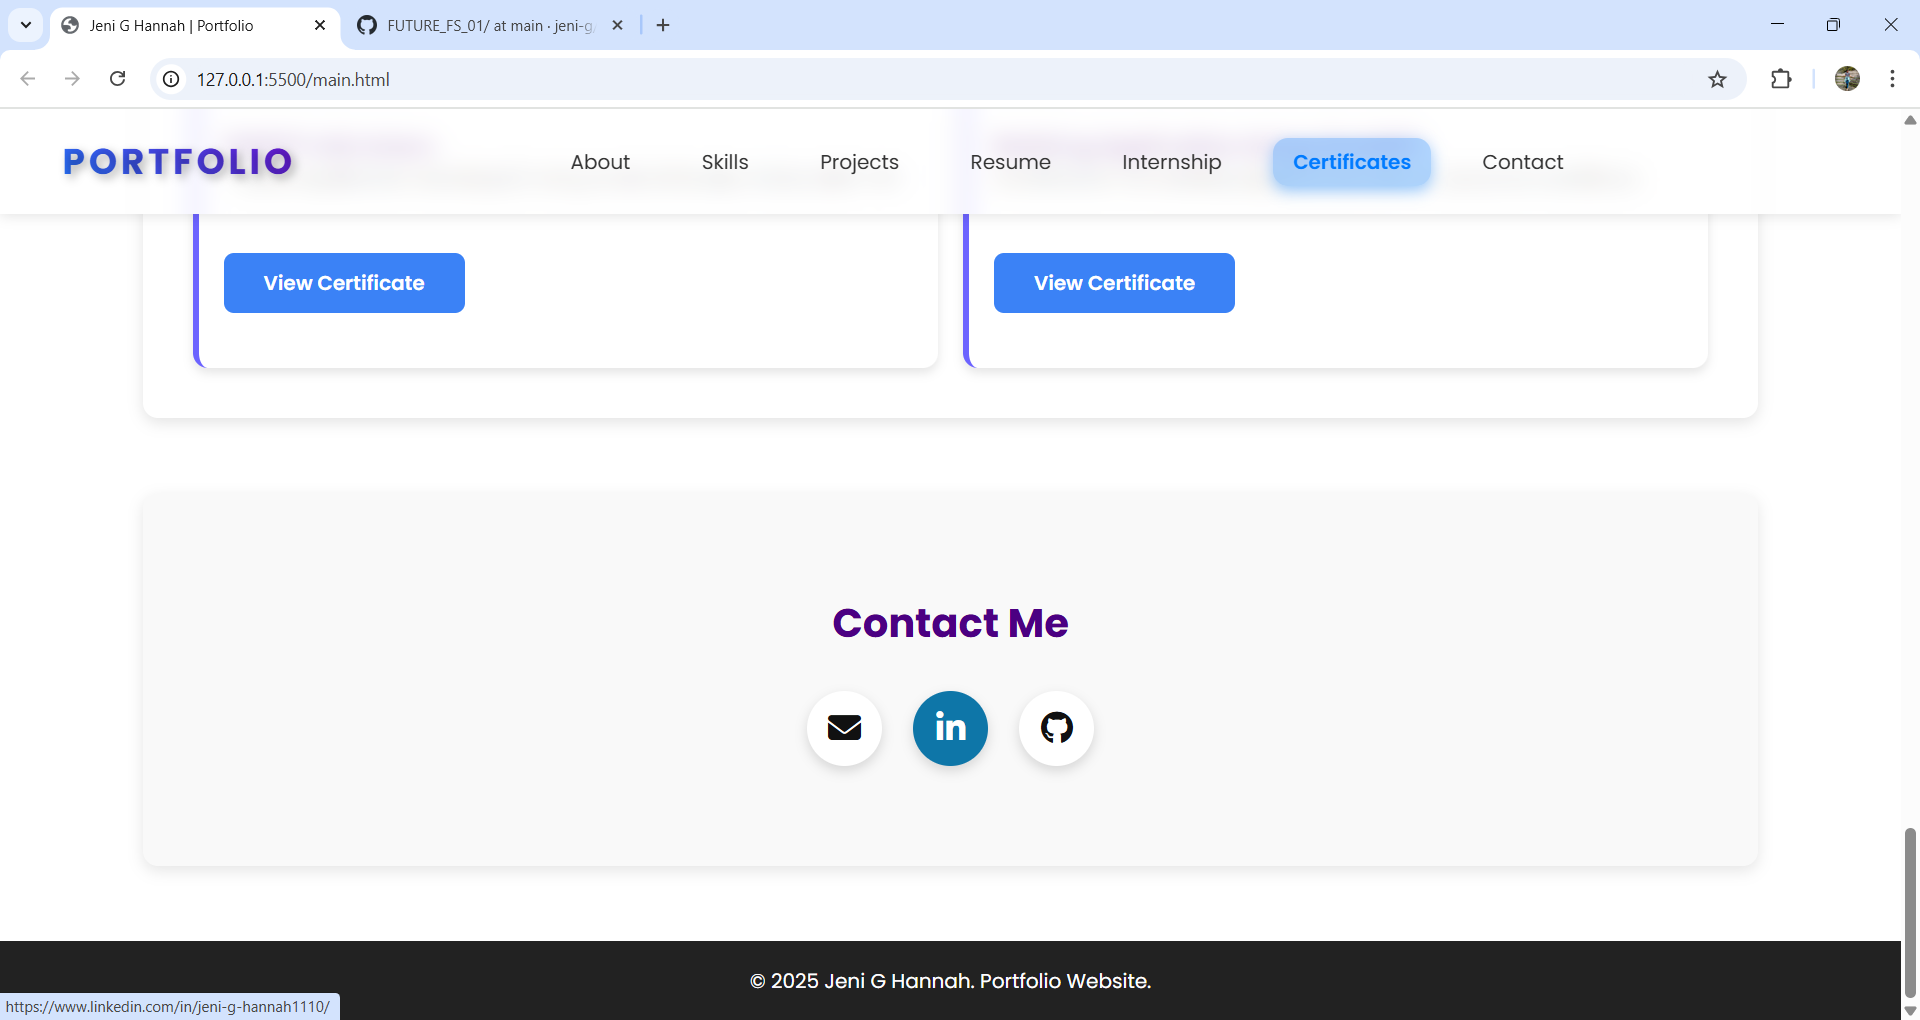 Jeni G Hannah | Portfolio
FUTURE_FS_01/ at main · jeni-g
127.0.0.1:5500/main.html
PORTFOLIO
About
Skills
Projects
Resume
Internship
Certificates
Contact
View Certificate
View Certificate
Contact Me
in
© 2025 Jeni G Hannah. Portfolio Website.
https://www.linkedin.com/in/jeni-g-hannah1110/